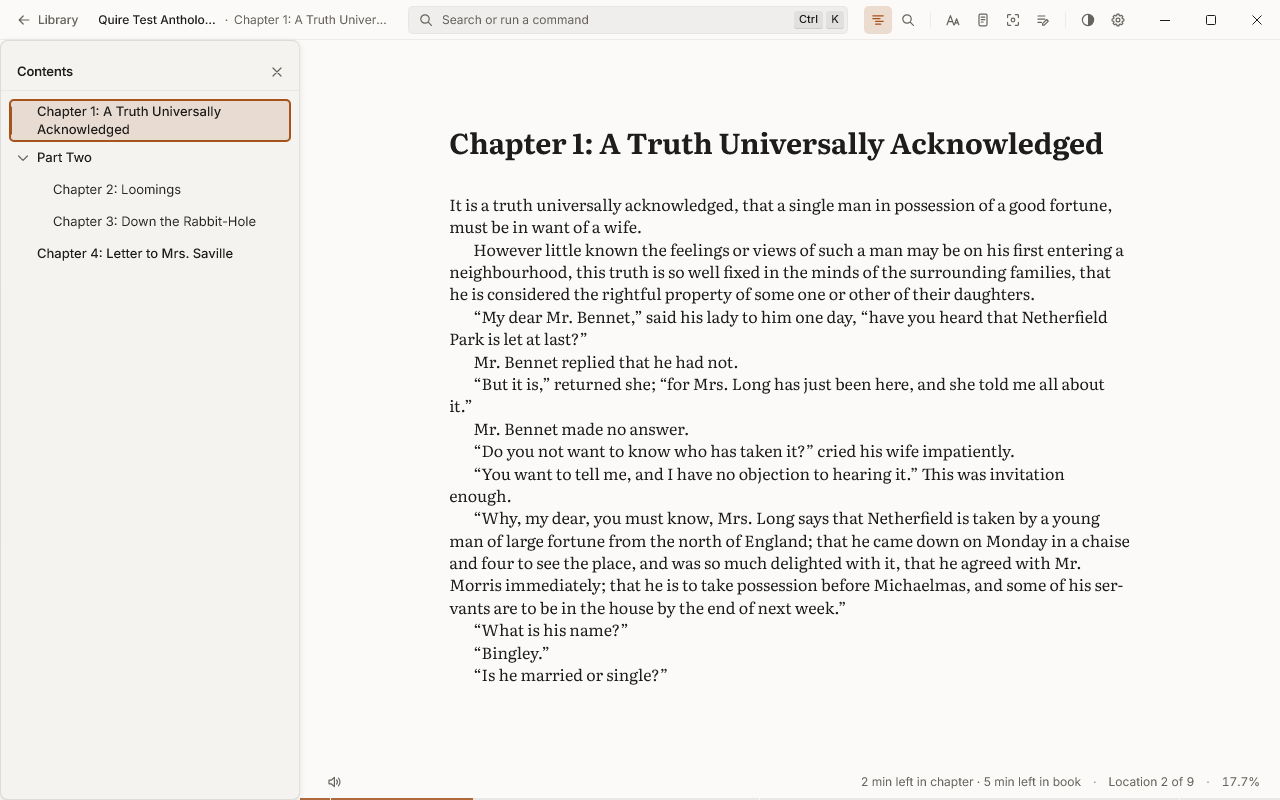 Library
Quire Test Antholo... · Chapter 1: A Truth Univer...
Search or run a command
Ctrl K
Contents
Chapter 1: A Truth Universally
Acknowledged
Part Two
Chapter 2: Loomings
Chapter 3: Down the Rabbit-Hole
Chapter 4: Letter to Mrs. Saville
Chapter 1: A Truth Universally Acknowledged
It is a truth universally acknowledged, that a single man in possession of a good fortune,
must be in want of a wife.
However little known the feelings or views of such a man may be on his first entering a
neighbourhood, this truth is so well fixed in the minds of the surrounding families, that
he is considered the rightful property of some one or other of their daughters.
“My dear Mr. Bennet,” said his lady to him one day, “have you heard that Netherfield
Park is let at last?”
Mr. Bennet replied that he had not.
“But it is,” returned she; “for Mrs. Long has just been here, and she told me all about
it.”
Mr. Bennet made no answer.
“Do you not want to know who has taken it?” cried his wife impatiently.
“You want to tell me, and I have no objection to hearing it.” This was invitation
enough.
“Why, my dear, you must know, Mrs. Long says that Netherfield is taken by a young
man of large fortune from the north of England; that he came down on Monday in a chaise
and four to see the place, and was so much delighted with it, that he agreed with Mr.
Morris immediately; that he is to take possession before Michaelmas, and some of his ser-
vants are to be in the house by the end of next week.”
“What is his name?”
“Bingley.”
“Is he married or single?”
2 min left in chapter · 5 min left in book · Location 2 of 9 · 17.7%